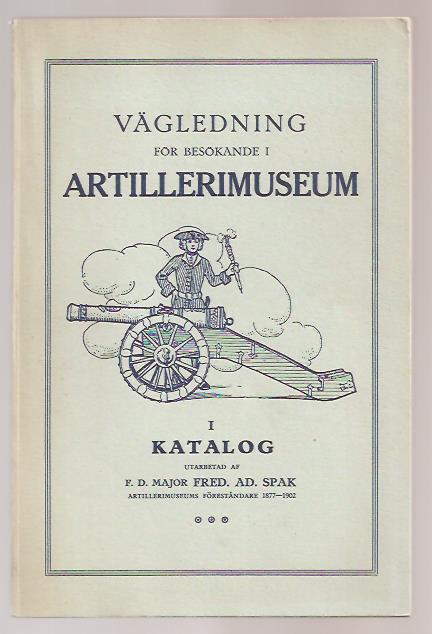 VÄGLEDNING
FÖR BESÖKANDE I
ARTILLERIMUSEUM
I
KATALOG
UTARBETAD AF
F. D. MAJOR FRED. AD. SPAK
ARTILLERIMUSEUMS FÖRESTÅNDARE 1877—1902